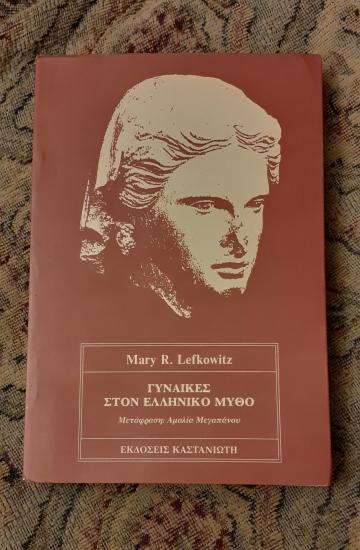 Mary R. Lefkowitz
ΓΥΝΑΙΚΕΣ
ΣΤΟΝ ΕΛΛΗΝΙΚΟ ΜΥΘΟ
Μετάφραση: Αμαλία Μεγαπάνου
ΕΚΔΟΣΕΙΣ ΚΑΣΤΑΝΙΩΤΗ